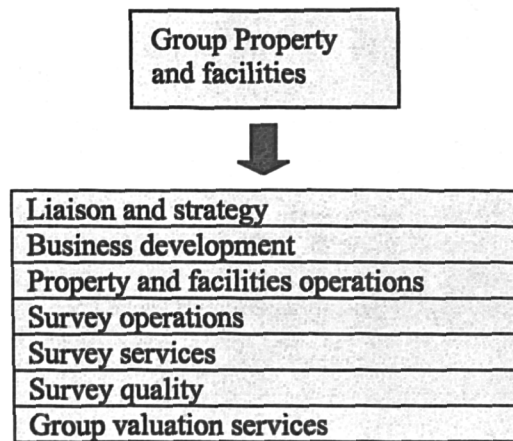 Group Property
and facilities
Liaison and strategy
Business development
Property and facilities operations
Survey operations
Survey services
Survey quality
Group valuation services